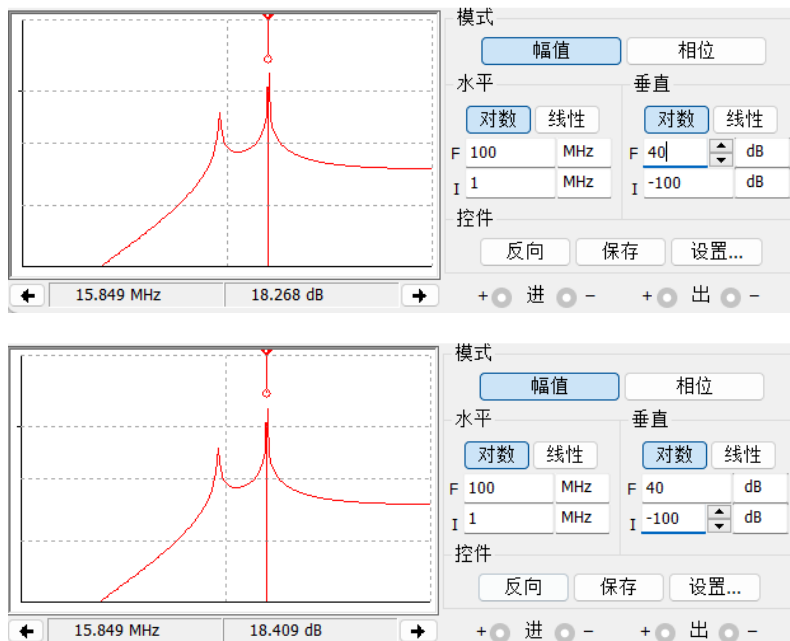 模式
幅值 相位
水平 垂直
对数 线性 对数 线性
F 100 MHz F 40 dB
I 1 MHz I -100 dB
控件
反向 保存 设置...
15.849 MHz 18.268 dB + 进 - + 出 -
模式
幅值 相位
水平 垂直
对数 线性 对数 线性
F 100 MHz F 40 dB
I 1 MHz I -100 dB
控件
反向 保存 设置...
15.849 MHz 18.409 dB + 进 - + 出 -